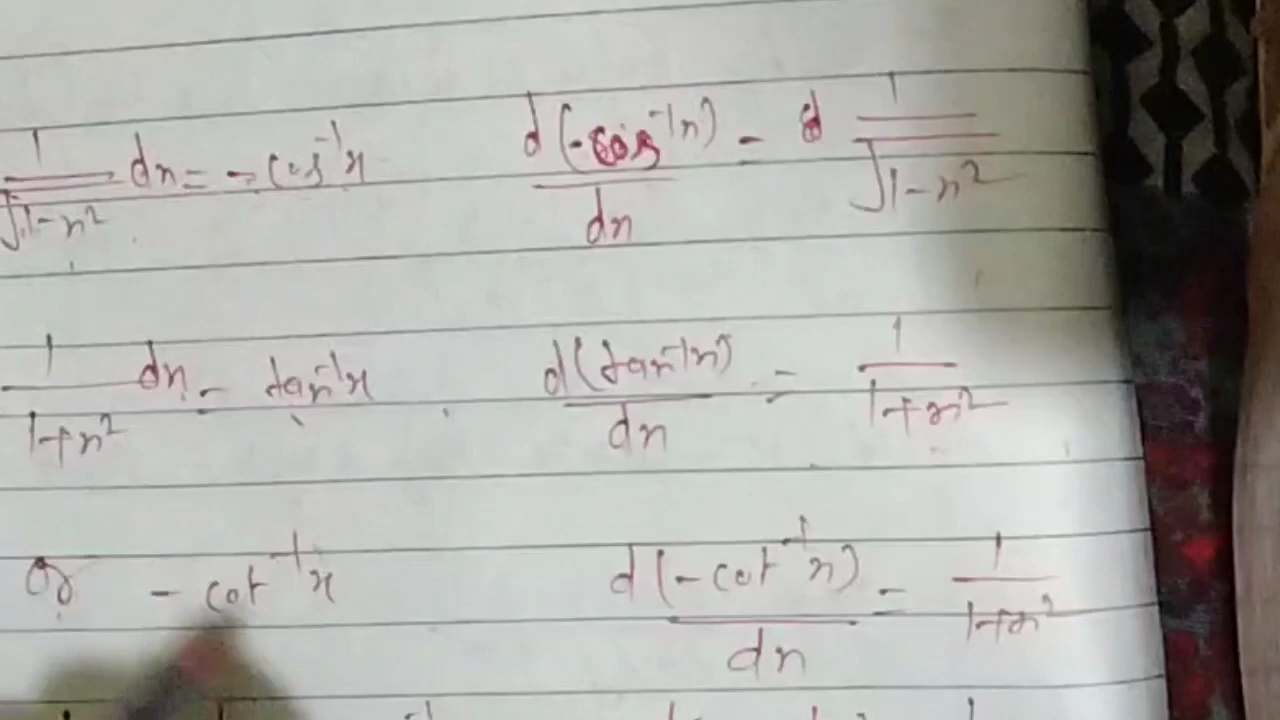 1/√(1-x²) dx = -cos⁻¹x    d(-cos⁻¹x)/dx = 1/√(1-x²)
1/(1+x²) dx = tan⁻¹x    d(tan⁻¹x)/dx = 1/(1+x²)
Or -cot⁻¹x    d(-cot⁻¹x)/dx = 1/(1+x²)